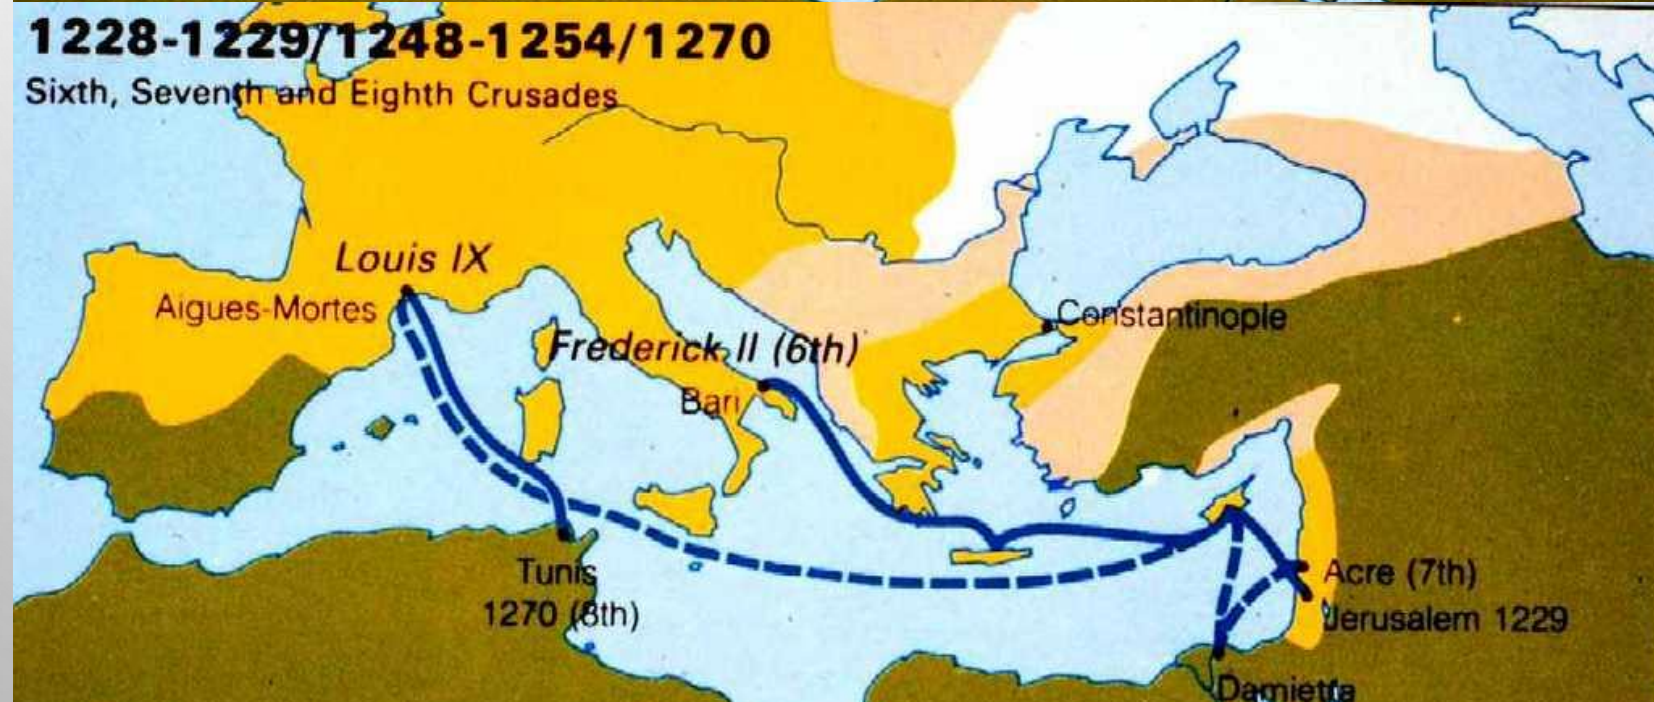 1228-1229/1248-1254/1270
Sixth, Seventh and Eighth Crusades
Louis IX
Aigues-Mortes
Constantinople
Frederick II (6th)
Bari
Tunis
1270 (8th)
Acre (7th)
Jerusalem 1229
Damietta